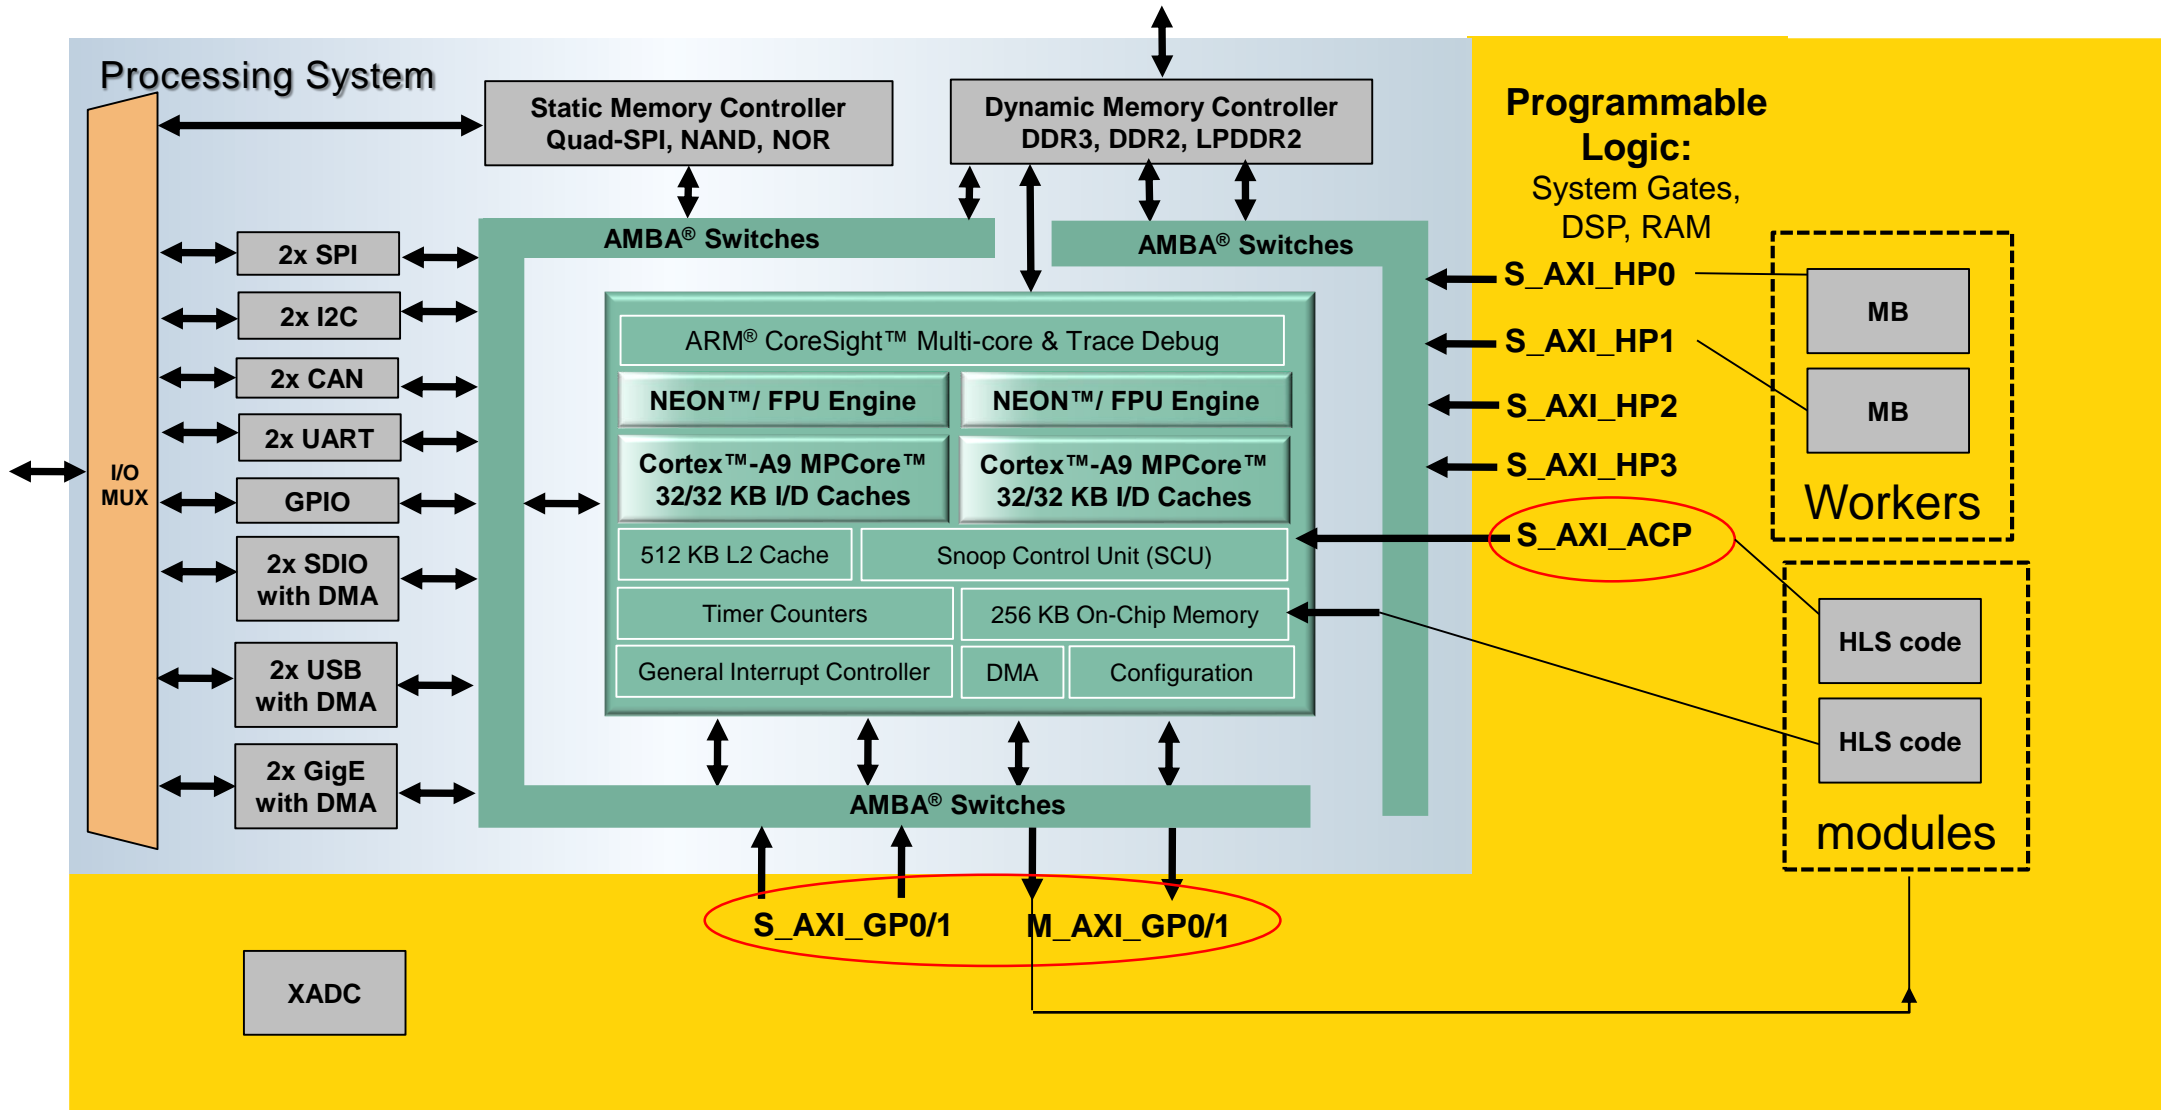 Processing System
Static Memory Controller
Quad-SPI, NAND, NOR
Dynamic Memory Controller
DDR3, DDR2, LPDDR2
Programmable
Logic:
System Gates,
DSP, RAM
AMBA® Switches
AMBA® Switches
2x SPI
2x I2C
2x CAN
2x UART
GPIO
2x SDIO
with DMA
2x USB
with DMA
2x GigE
with DMA
I/O
MUX
ARM® CoreSight™ Multi-core & Trace Debug
NEON™/ FPU Engine
NEON™/ FPU Engine
Cortex™-A9 MPCore™
32/32 KB I/D Caches
Cortex™-A9 MPCore™
32/32 KB I/D Caches
512 KB L2 Cache
Snoop Control Unit (SCU)
Timer Counters
256 KB On-Chip Memory
General Interrupt Controller
DMA
Configuration
AMBA® Switches
S_AXI_HP0
S_AXI_HP1
S_AXI_HP2
S_AXI_HP3
S_AXI_ACP
MB
MB
Workers
HLS code
HLS code
modules
S_AXI_GP0/1
M_AXI_GP0/1
XADC